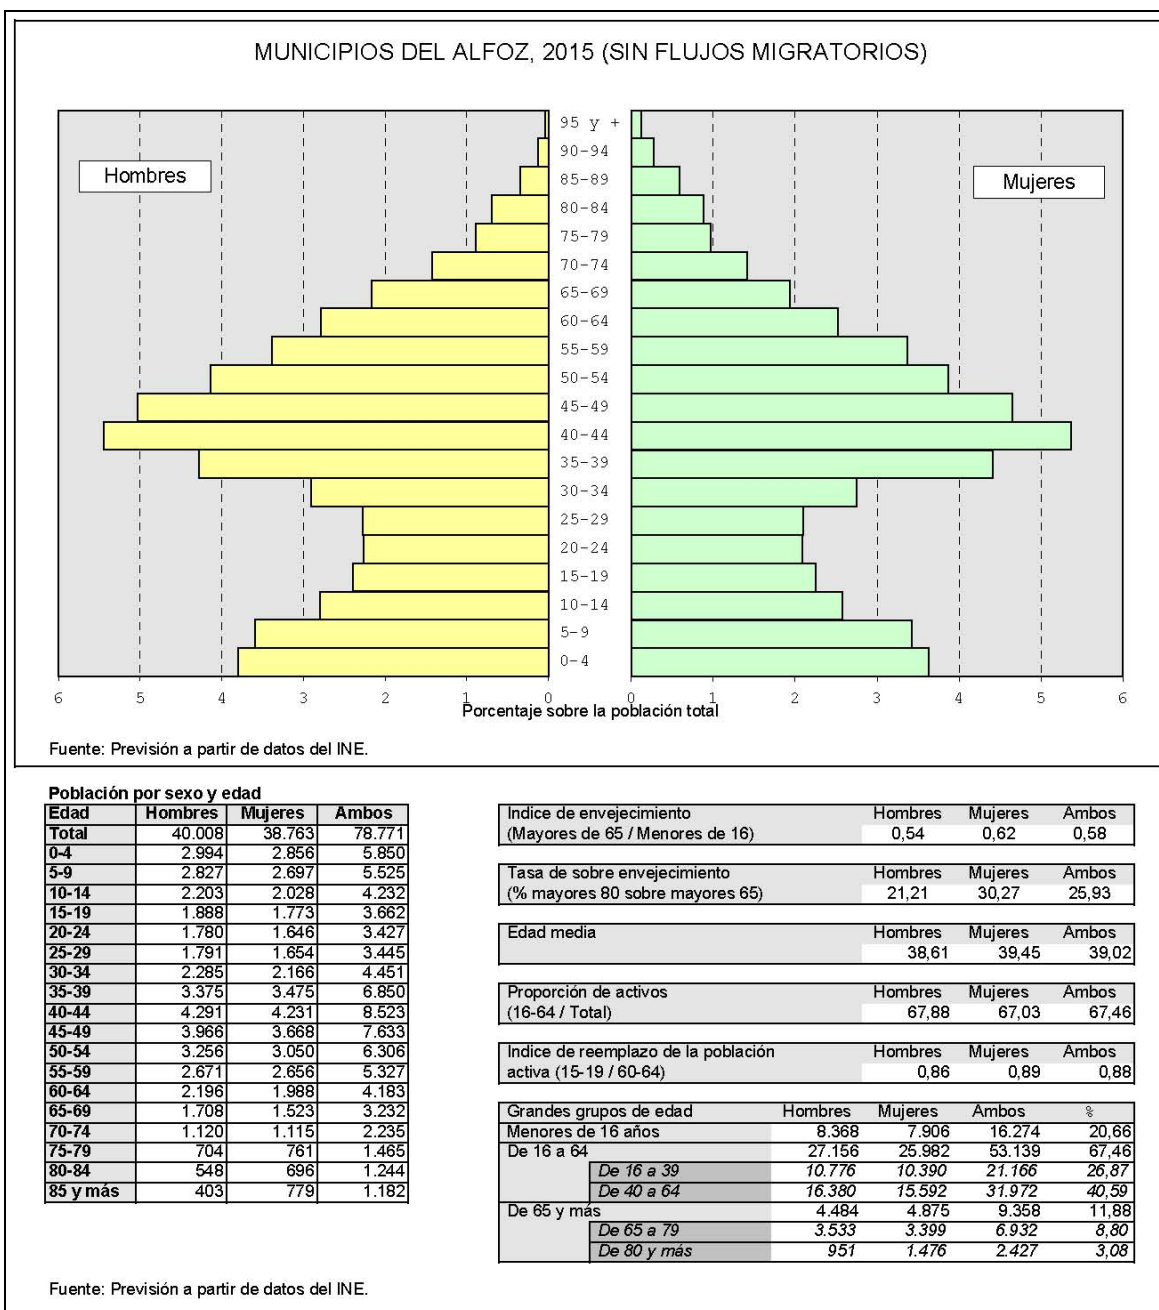 MUNICIPIOS DEL ALFOZ, 2015 (SIN FLUJOS MIGRATORIOS)
Hombres
Mujeres
95 y +
90-94
85-89
80-84
75-79
70-74
65-69
60-64
55-59
50-54
45-49
40-44
35-39
30-34
25-29
20-24
15-19
10-14
5-9
0-4
6 5 4 3 2 1 0 0 1 2 3 4 5 6
Porcentaje sobre la población total
Fuente: Previsión a partir de datos del INE.
Población por sexo y edad
Edad Hombres Mujeres Ambos
Total 40.008 38.763 78.771
0-4 2.994 2.856 5.850
5-9 2.827 2.697 5.525
10-14 2.203 2.028 4.232
15-19 1.888 1.773 3.662
20-24 1.780 1.646 3.427
25-29 1.791 1.654 3.445
30-34 2.285 2.166 4.451
35-39 3.375 3.475 6.850
40-44 4.291 4.231 8.523
45-49 3.966 3.668 7.633
50-54 3.256 3.050 6.306
55-59 2.671 2.656 5.327
60-64 2.196 1.988 4.183
65-69 1.708 1.523 3.232
70-74 1.120 1.115 2.235
75-79 704 761 1.465
80-84 548 696 1.244
85 y más 403 779 1.182
Indice de envejecimiento Hombres Mujeres Ambos
(Mayores de 65 / Menores de 16) 0,54 0,62 0,58
Tasa de sobre envejecimiento Hombres Mujeres Ambos
(% mayores 80 sobre mayores 65) 21,21 30,27 25,93
Edad media Hombres Mujeres Ambos
38,61 39,45 39,02
Proporción de activos Hombres Mujeres Ambos
(16-64 / Total) 67,88 67,03 67,46
Indice de reemplazo de la población Hombres Mujeres Ambos
activa (15-19 / 60-64) 0,86 0,89 0,88
Grandes grupos de edad Hombres Mujeres Ambos %
Menores de 16 años 8.368 7.906 16.274 20,66
De 16 a 64 27.156 25.982 53.139 67,46
De 16 a 39 10.776 10.390 21.166 26,87
De 40 a 64 16.380 15.592 31.972 40,59
De 65 y más 4.484 4.875 9.358 11,88
De 65 a 79 3.533 3.399 6.932 8,80
De 80 y más 951 1.476 2.427 3,08
Fuente: Previsión a partir de datos del INE.